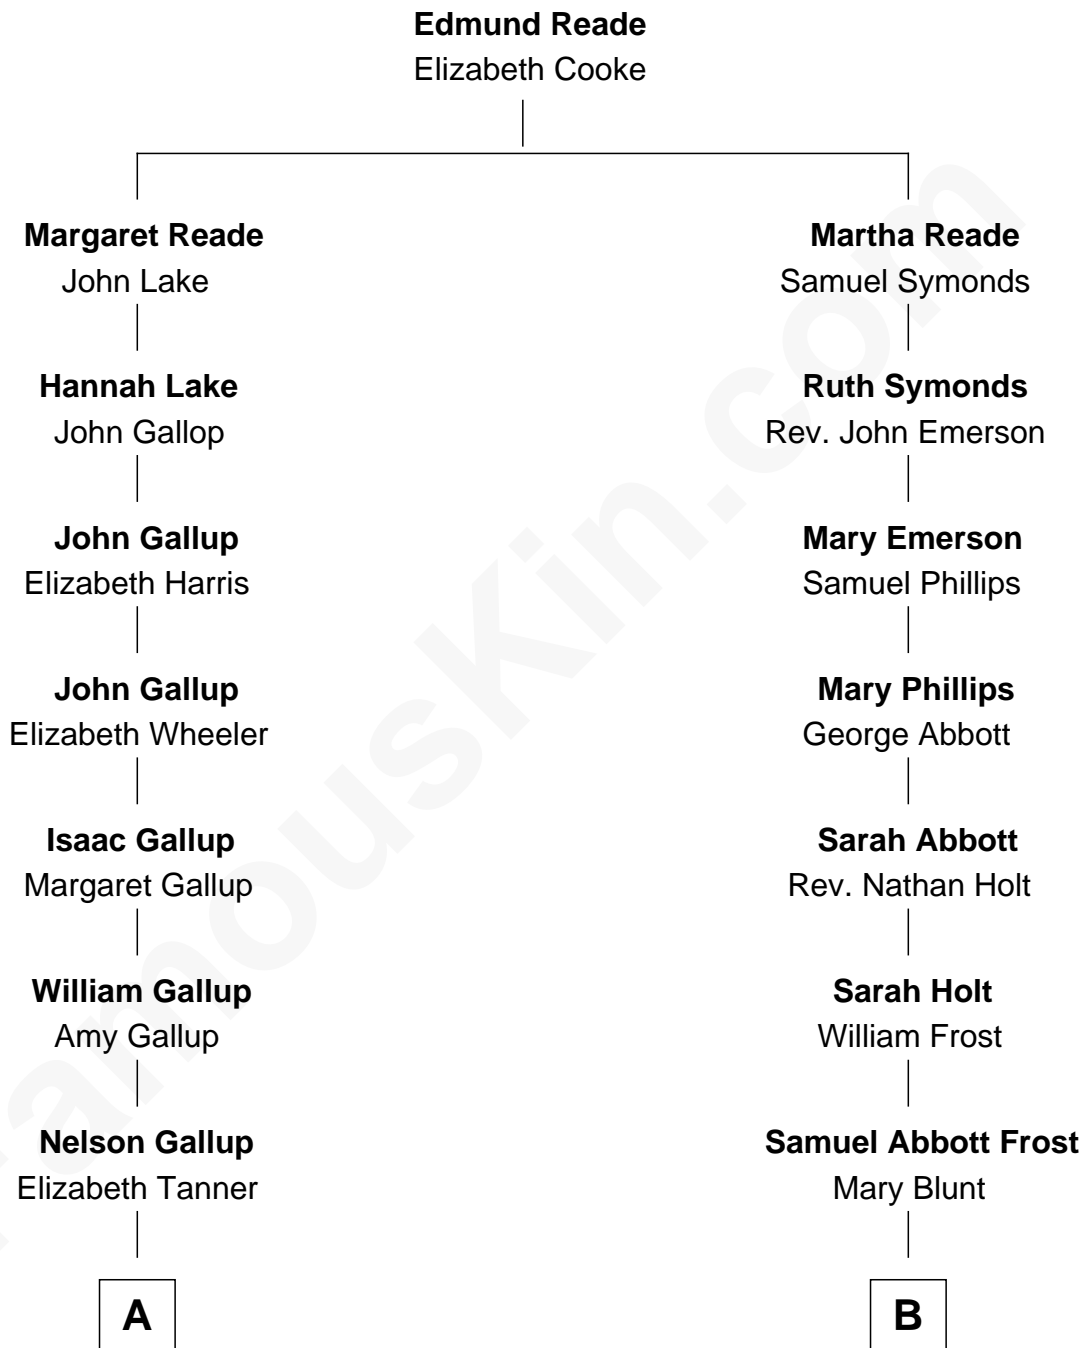 Edmund Reade
Elizabeth Cooke
Margaret Reade
John Lake
Hannah Lake
John Gallop
John Gallup
Elizabeth Harris
John Gallup
Elizabeth Wheeler
Isaac Gallup
Margaret Gallup
William Gallup
Amy Gallup
Nelson Gallup
Elizabeth Tanner
A
Martha Reade
Samuel Symonds
Ruth Symonds
Rev. John Emerson
Mary Emerson
Samuel Phillips
Mary Phillips
George Abbott
Sarah Abbott
Rev. Nathan Holt
Sarah Holt
William Frost
Samuel Abbott Frost
Mary Blunt
B
FamousKin.com